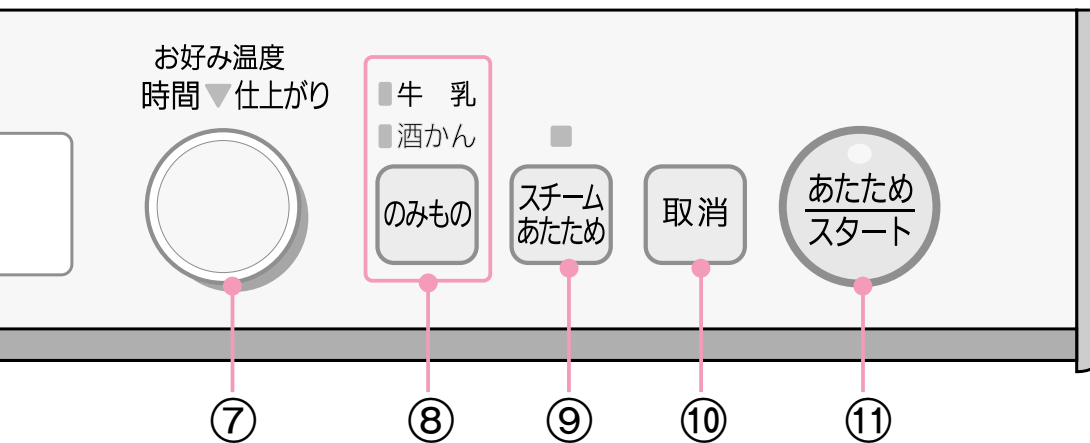 お好み温度
時間▼仕上がり
牛 乳
酒かん
のみもの
スチーム
あたため
取消
あたため
スタート
⑦
⑧
⑨
⑩
⑪